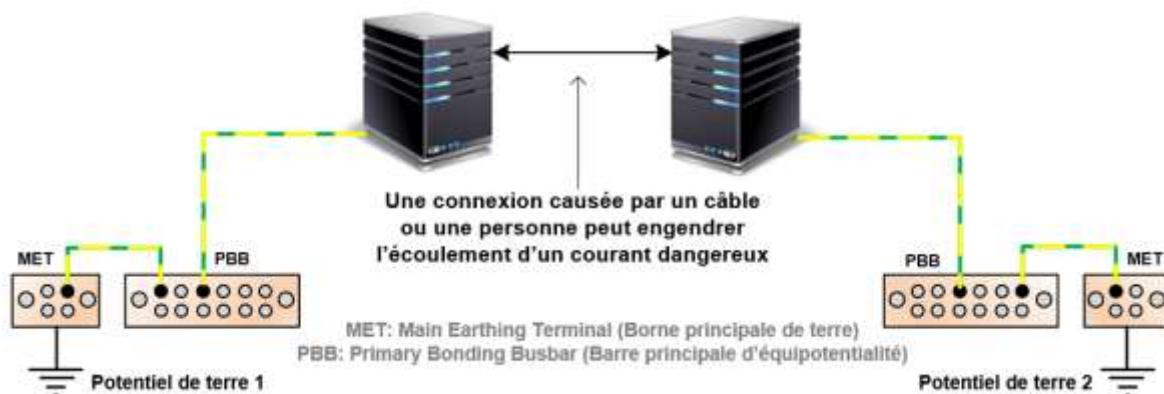 Une connexion causée par un câble
ou une personne peut engendrer
l'écoulement d'un courant dangereux
MET
PBB
PBB
MET
MET: Main Earthing Terminal (Borne principale de terre)
PBB: Primary Bonding Busbar (Barre principale d'équipotentialité)
Potentiel de terre 1
Potentiel de terre 2